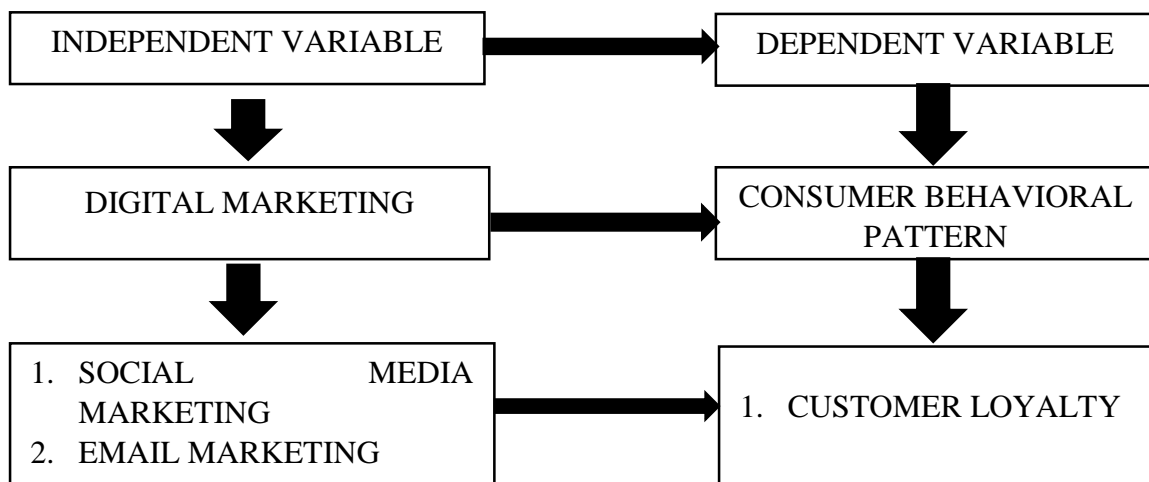 INDEPENDENT VARIABLE
DEPENDENT VARIABLE
DIGITAL MARKETING
CONSUMER BEHAVIORAL
PATTERN
1. SOCIAL MEDIA
MARKETING
2. EMAIL MARKETING
1. CUSTOMER LOYALTY